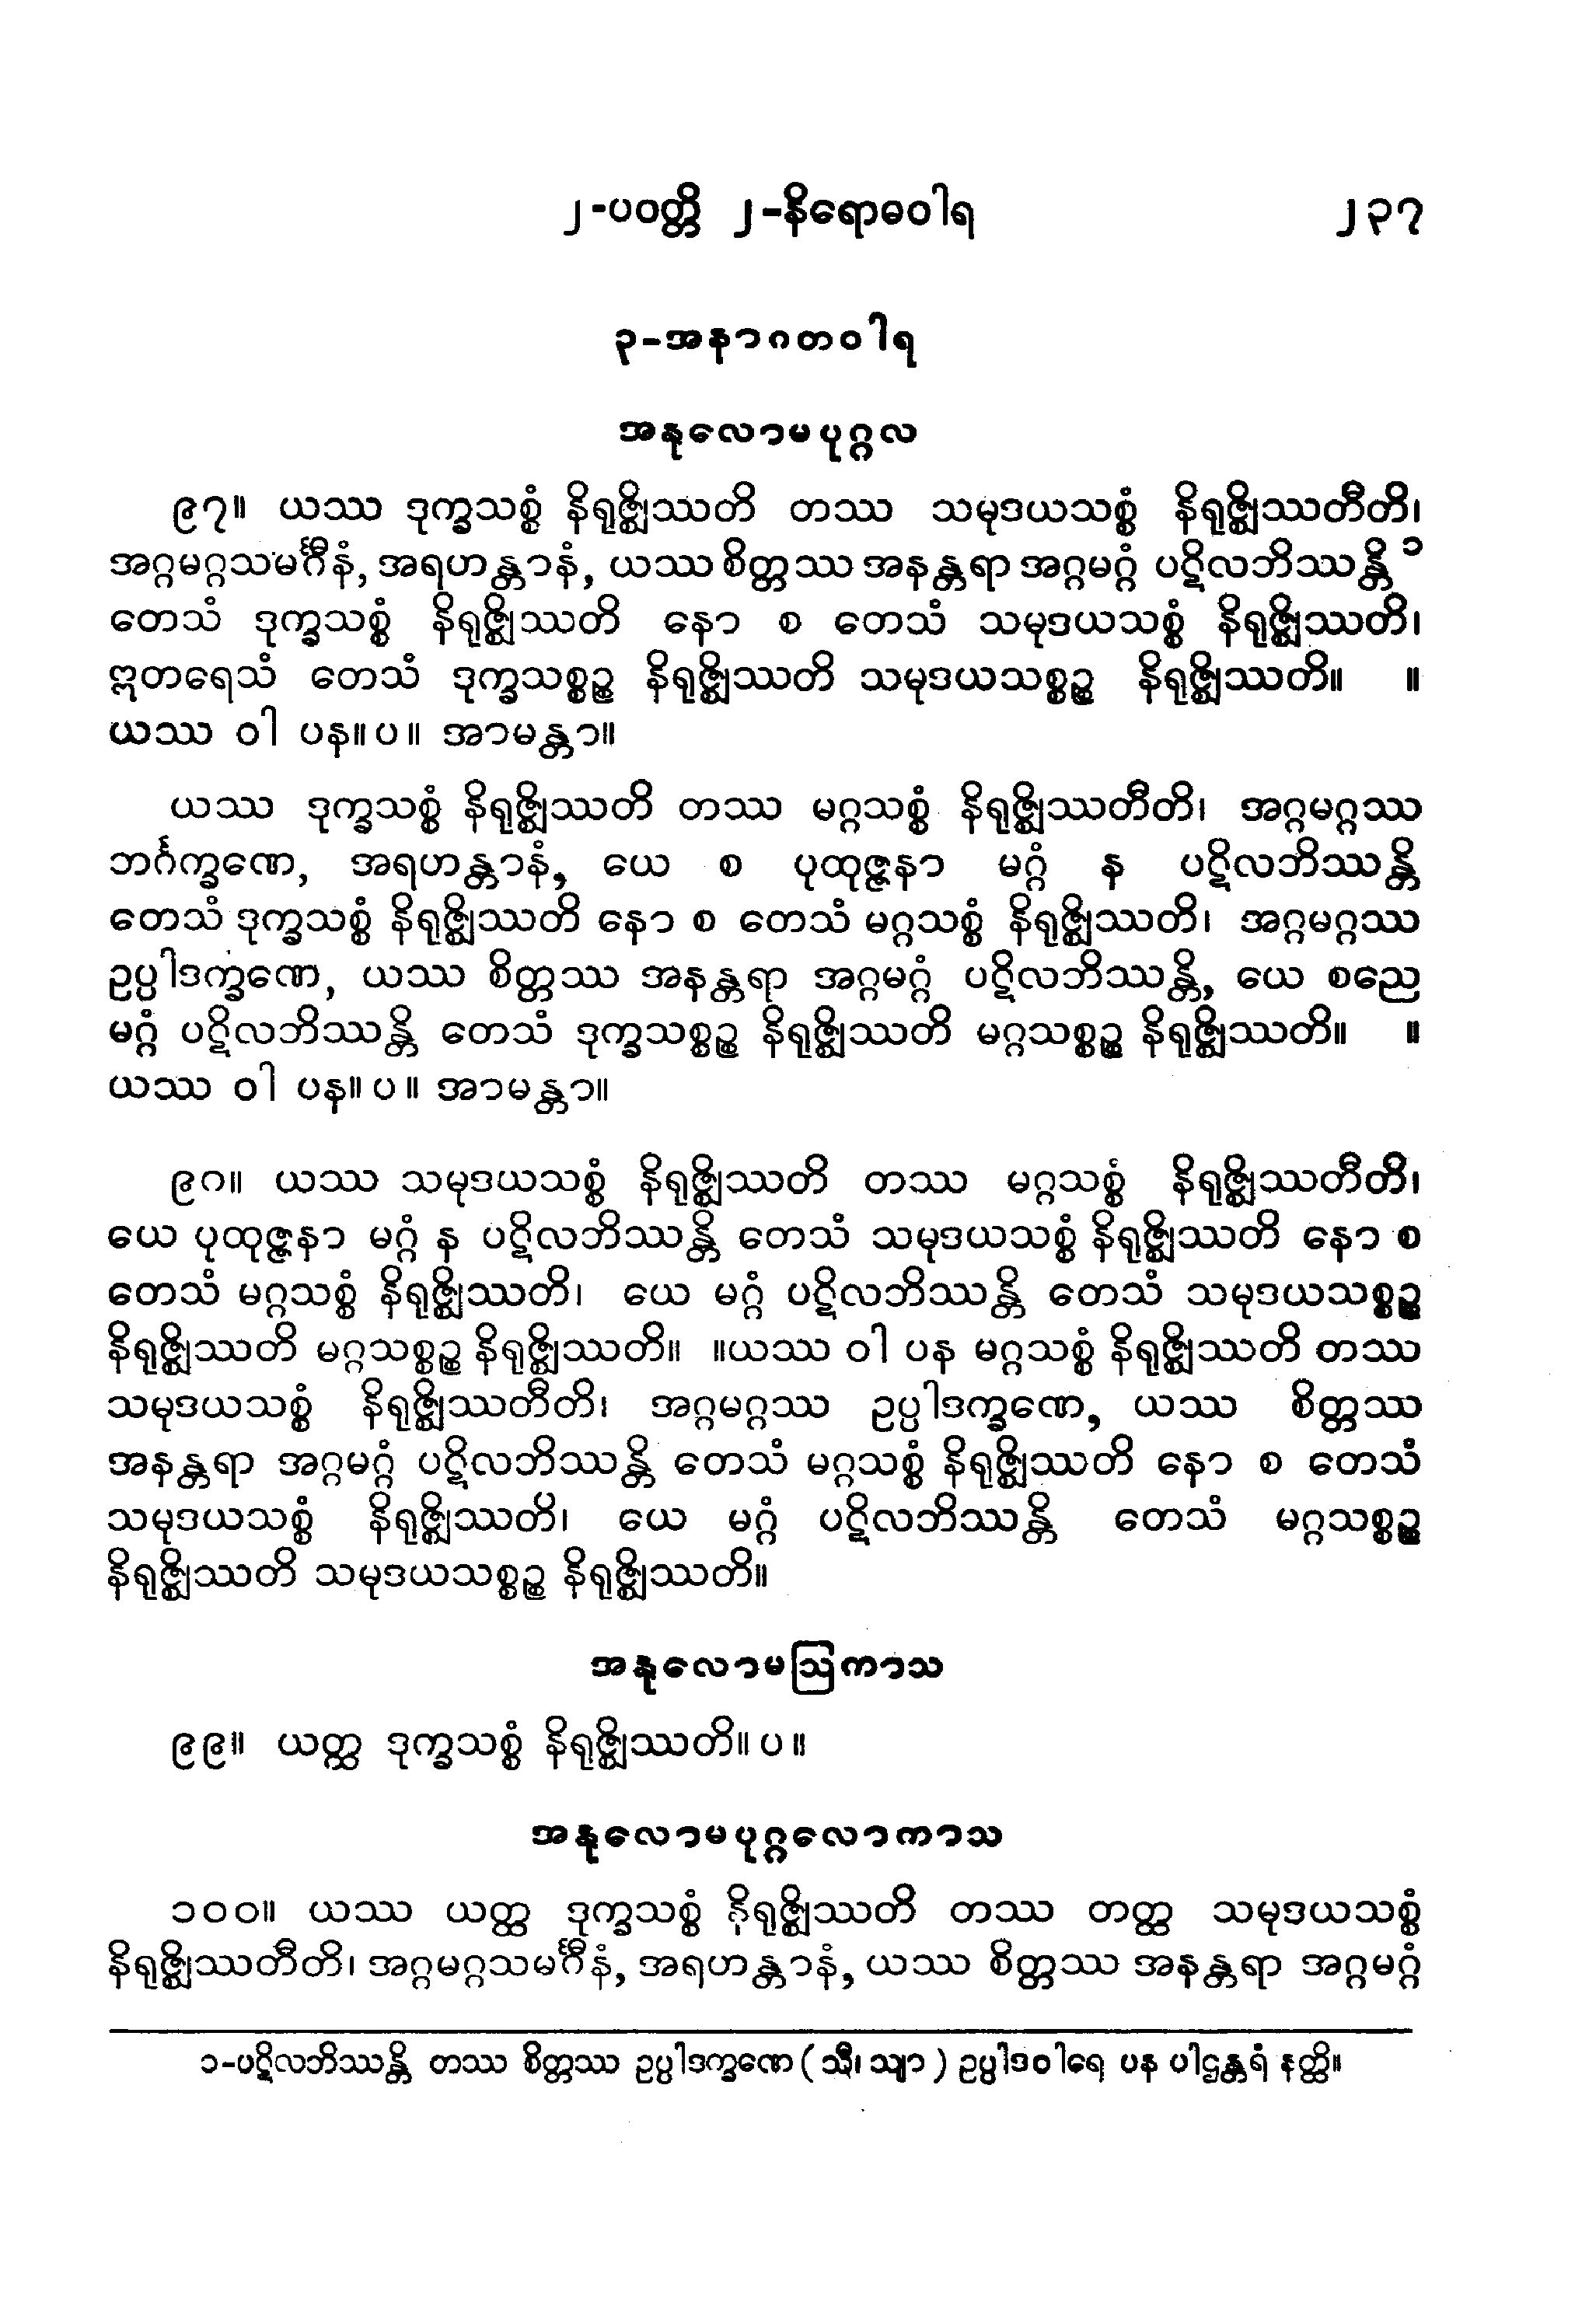 ၂-ပဝတ္တိ ၂-နိရောဓဝါရ ၂၃၇
၃-အနာဂတဝါရ
အနုလောမပုဂ္ဂလ
၉၇။ ယဿ ဒုက္ခသစ္စံ နိရုဇ္ဈိဿတိ တဿ သမုဒယသစ္စံ နိရုဇ္ဈိဿတီတိ၊
အဂ္ဂမဂ္ဂသမင်္ဂီနံ, အရဟန္တာနံ, ယဿ စိတ္တဿ အနန္တရာ အဂ္ဂမဂ္ဂံ ပဋိလဘိဿန္တိ ၁
တေသံ ဒုက္ခသစ္စံ နိရုဇ္ဈိဿတိ နော စ တေသံ သမုဒယသစ္စံ နိရုဇ္ဈိဿတိ၊
ဣတရေသံ တေသံ ဒုက္ခသစ္စဉ္စ နိရုဇ္ဈိဿတိ သမုဒယသစ္စဉ္စ နိရုဇ္ဈိဿတိ။ ။
ယဿ ဝါ ပန။ပ။ အာမန္တာ။
ယဿ ဒုက္ခသစ္စံ နိရုဇ္ဈိဿတိ တဿ မဂ္ဂသစ္စံ နိရုဇ္ဈိဿတီတိ၊ အဂ္ဂမဂ္ဂဿ
ဘင်္ဂက္ခဏေ, အရဟန္တာနံ, ယေ စ ပုထုဇ္ဇနာ မဂ္ဂံ န ပဋိလဘိဿန္တိ
တေသံ ဒုက္ခသစ္စံ နိရုဇ္ဈိဿတိ နော စ တေသံ မဂ္ဂသစ္စံ နိရုဇ္ဈိဿတိ၊ အဂ္ဂမဂ္ဂဿ
ဥပ္ပါဒက္ခဏေ, ယဿ စိတ္တဿ အနန္တရာ အဂ္ဂမဂ္ဂံ ပဋိလဘိဿန္တိ, ယေ စညေ
မဂ္ဂံ ပဋိလဘိဿန္တိ တေသံ ဒုက္ခသစ္စဉ္စ နိရုဇ္ဈိဿတိ မဂ္ဂသစ္စဉ္စ နိရုဇ္ဈိဿတိ။ ။
ယဿ ဝါ ပန။ပ။ အာမန္တာ။
၉ဂ။ ယဿ သမုဒယသစ္စံ နိရုဇ္ဈိဿတိ တဿ မဂ္ဂသစ္စံ နိရုဇ္ဈိဿတီတိ၊
ယေ ပုထုဇ္ဇနာ မဂ္ဂံ န ပဋိလဘိဿန္တိ တေသံ သမုဒယသစ္စံ နိရုဇ္ဈိဿတိ နော စ
တေသံ မဂ္ဂသစ္စံ နိရုဇ္ဈိဿတိ၊ ယေ မဂ္ဂံ ပဋိလဘိဿန္တိ တေသံ သမုဒယသစ္စဉ္စ
နိရုဇ္ဈိဿတိ မဂ္ဂသစ္စဉ္စ နိရုဇ္ဈိဿတိ။ ။ယဿ ဝါ ပန မဂ္ဂသစ္စံ နိရုဇ္ဈိဿတိ တဿ
သမုဒယသစ္စံ နိရုဇ္ဈိဿတီတိ၊ အဂ္ဂမဂ္ဂဿ ဥပ္ပါဒက္ခဏေ, ယဿ စိတ္တဿ
အနန္တရာ အဂ္ဂမဂ္ဂံ ပဋိလဘိဿန္တိ တေသံ မဂ္ဂသစ္စံ နိရုဇ္ဈိဿတိ နော စ တေသံ
သမုဒယသစ္စံ နိရုဇ္ဈိဿတိ၊ ယေ မဂ္ဂံ ပဋိလဘိဿန္တိ တေသံ မဂ္ဂသစ္စဉ္စ
နိရုဇ္ဈိဿတိ သမုဒယသစ္စဉ္စ နိရုဇ္ဈိဿတိ။
အနုလောမဩကာသ
၉၉။ ယတ္ထ ဒုက္ခသစ္စံ နိရုဇ္ဈိဿတိ။ပ။
အနုလောမပုဂ္ဂလောကာသ
၁၀၀။ ယဿ ယတ္ထ ဒုက္ခသစ္စံ နိရုဇ္ဈိဿတိ တဿ တတ္ထ သမုဒယသစ္စံ
နိရုဇ္ဈိဿတီတိ၊ အဂ္ဂမဂ္ဂသမင်္ဂီနံ, အရဟန္တာနံ, ယဿ စိတ္တဿ အနန္တရာ အဂ္ဂမဂ္ဂံ
၁-ပဋိလဘိဿန္တိ တဿ စိတ္တဿ ဥပ္ပါဒက္ခဏေ (သီ၊ သျာ) ဥပ္ပါဒဝါရေ ပန ပါဌန္တရံ နတ္ထိ။